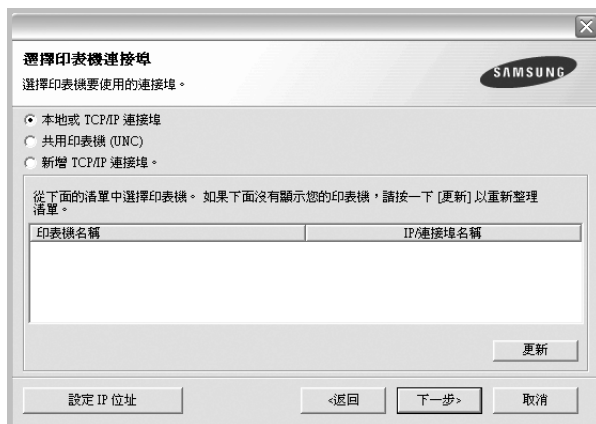 選擇印表機連接埠
選擇印表機要使用的連接埠。
SAMSUNG
本地或 TCP/IP 連接埠
共用印表機 (UNC)
新增 TCP/IP 連接埠。
從下面的清單中選擇印表機。 如果下面沒有顯示您的印表機，請按一下 [更新] 以重新整理
清單。
印表機名稱 IP/連接埠名稱
更新
設定 IP 位址 <返回 下一步> 取消